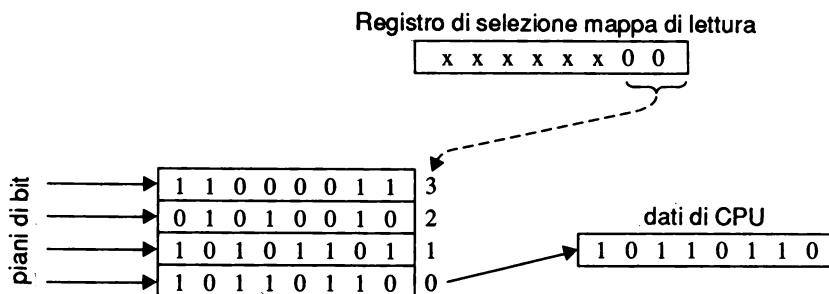 Registro di selezione mappa di lettura
x x x x x x 0 0
piani di bit
1 1 0 0 0 0 1 1 3
0 1 0 1 0 0 1 0 2
1 0 1 0 1 1 0 1 1
1 0 1 1 0 1 1 0 0
dati di CPU
1 0 1 1 0 1 1 0